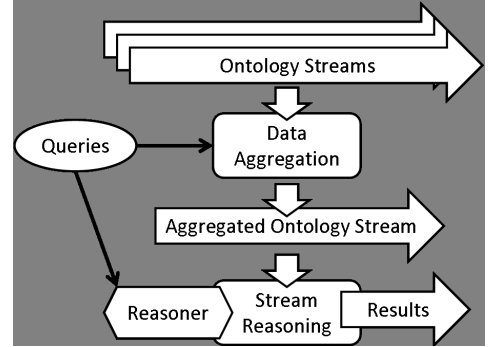 Ontology Streams
Data
Aggregation
Queries
Aggregated Ontology Stream
Stream
Reasoning
Reasoner
Results